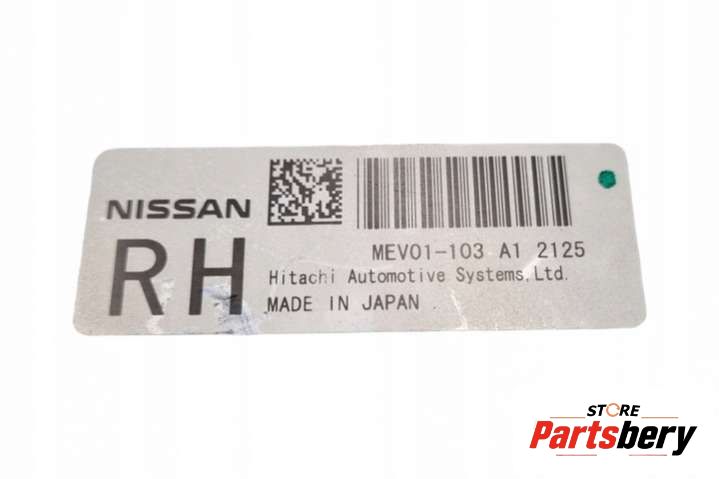 NISSAN
RH
MEV01-103 A1 2125
Hitachi Automotive Systems,Ltd.
MADE IN JAPAN
STORE
Partsbery